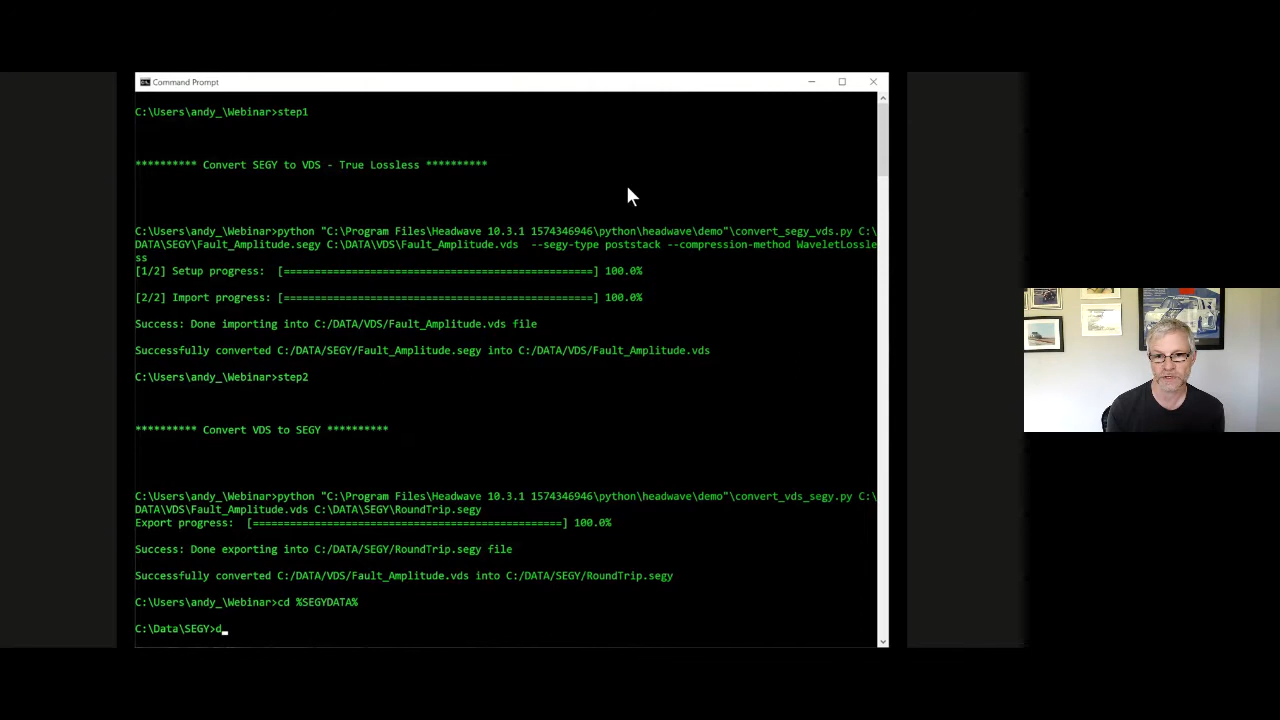 Command Prompt
C:\Users\andy_\Webinar>step1
********** Convert SEGY to VDS - True Lossless **********
C:\Users\andy_\Webinar>python "C:\Program Files\Headwave 10.3.1 1574346946\python\headwave\demo"\convert_segy_vds.py C:\
DATA\SEGY\Fault_Amplitude.segy C:\DATA\VDS\Fault_Amplitude.vds  --segy-type poststack --compression-method WaveletLossle
ss
[1/2] Setup progress:  [==================================================] 100.0%
[2/2] Import progress: [==================================================] 100.0%
Success: Done importing into C:/DATA/VDS/Fault_Amplitude.vds file
Successfully converted C:/DATA/SEGY/Fault_Amplitude.segy into C:/DATA/VDS/Fault_Amplitude.vds
C:\Users\andy_\Webinar>step2
********** Convert VDS to SEGY **********
C:\Users\andy_\Webinar>python "C:\Program Files\Headwave 10.3.1 1574346946\python\headwave\demo"\convert_vds_segy.py C:\
DATA\VDS\Fault_Amplitude.vds C:\DATA\SEGY\RoundTrip.segy
Export progress:  [==================================================] 100.0%
Success: Done exporting into C:/DATA/SEGY/RoundTrip.segy file
Successfully converted C:/DATA/VDS/Fault_Amplitude.vds into C:/DATA/SEGY/RoundTrip.segy
C:\Users\andy_\Webinar>cd %SEGYDATA%
C:\Data\SEGY>d_